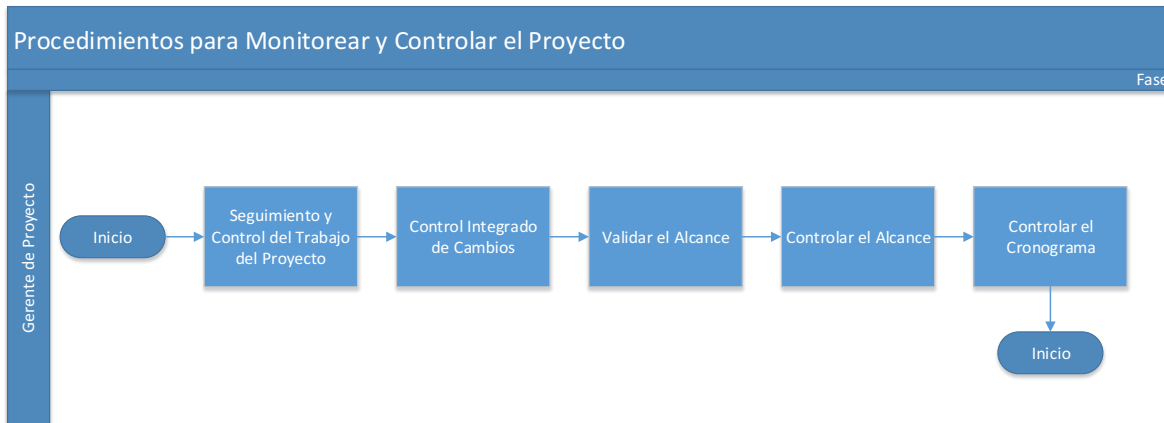 Procedimientos para Monitorear y Controlar el Proyecto
Fase
Gerente de Proyecto
Inicio
Seguimiento y
Control del Trabajo
del Proyecto
Control Integrado
de Cambios
Validar el Alcance
Controlar el Alcance
Controlar el
Cronograma
Inicio